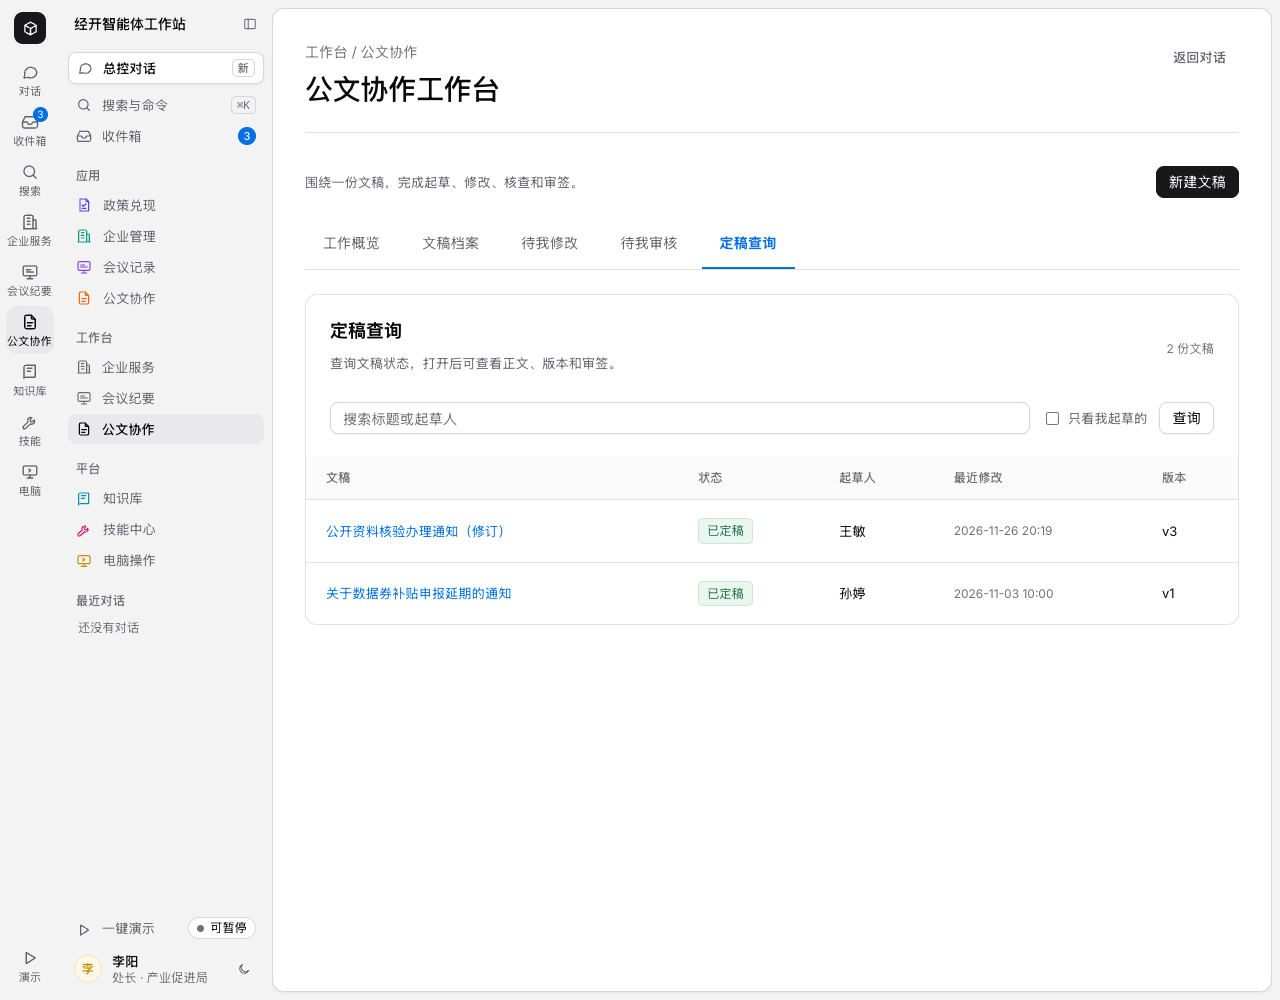 对话
3
收件箱
搜索
企业服务
会议纪要
公文协作
知识库
技能
电脑
演示
经开智能体工作站
总控对话 新
搜索与命令 ⌘K
收件箱 3
应用
政策兑现
企业管理
会议记录
公文协作
工作台
企业服务
会议纪要
公文协作
平台
知识库
技能中心
电脑操作
最近对话
还没有对话
一键演示 可暂停
李 李阳
处长 · 产业促进局
工作台 / 公文协作
返回对话
公文协作工作台
围绕一份文稿，完成起草、修改、核查和审签。
新建文稿
工作概览 文稿档案 待我修改 待我审核 定稿查询
定稿查询
查询文稿状态，打开后可查看正文、版本和审签。
2 份文稿
搜索标题或起草人 只看我起草的 查询
文稿 状态 起草人 最近修改 版本
公开资料核验办理通知（修订） 已定稿 王敏 2026-11-26 20:19 v3
关于数据券补贴申报延期的通知 已定稿 孙婷 2026-11-03 10:00 v1